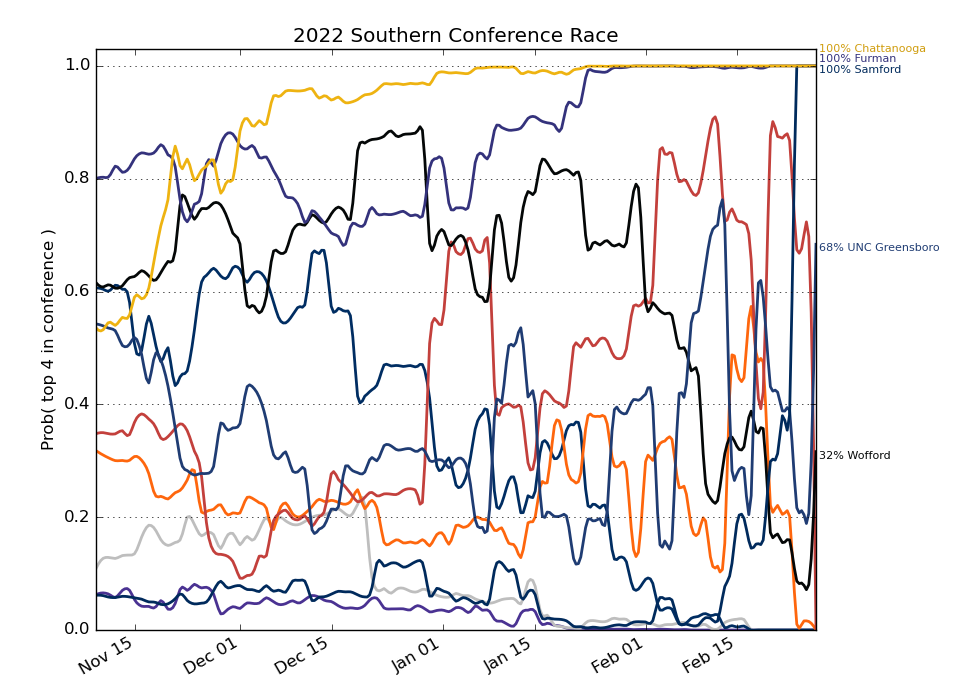 2022 Southern Conference Race
Prob( top 4 in conference )
1.0
0.8
0.6
0.4
0.2
0.0
Nov 15
Dec 01
Dec 15
Jan 01
Jan 15
Feb 01
Feb 15
100% Chattanooga
100% Furman
100% Samford
68% UNC Greensboro
32% Wofford